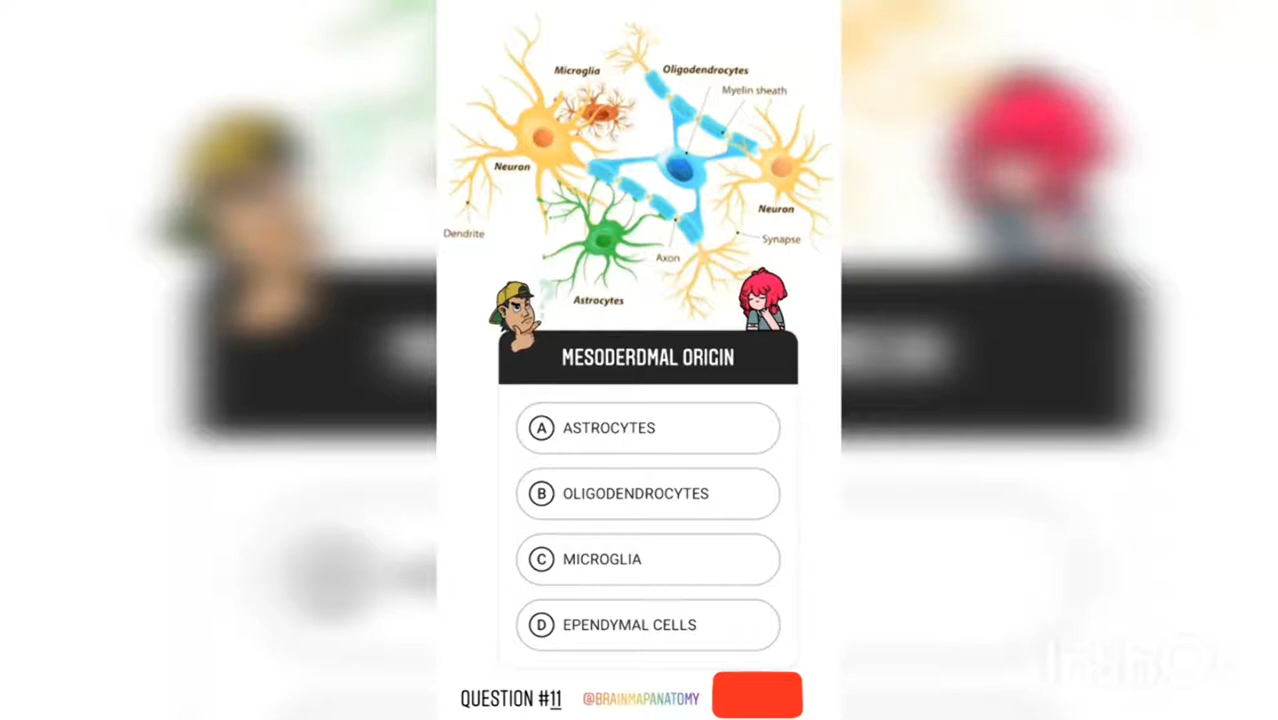 Microglia
Oligodendrocytes
Myelin sheath
Neuron
Neuron
Dendrite
Synapse
Axon
Astrocytes
MESODERDMAL ORIGIN
A ASTROCYTES
B OLIGODENDROCYTES
C MICROGLIA
D EPENDYMAL CELLS
QUESTION #11 @BRAINMAPANATOMY